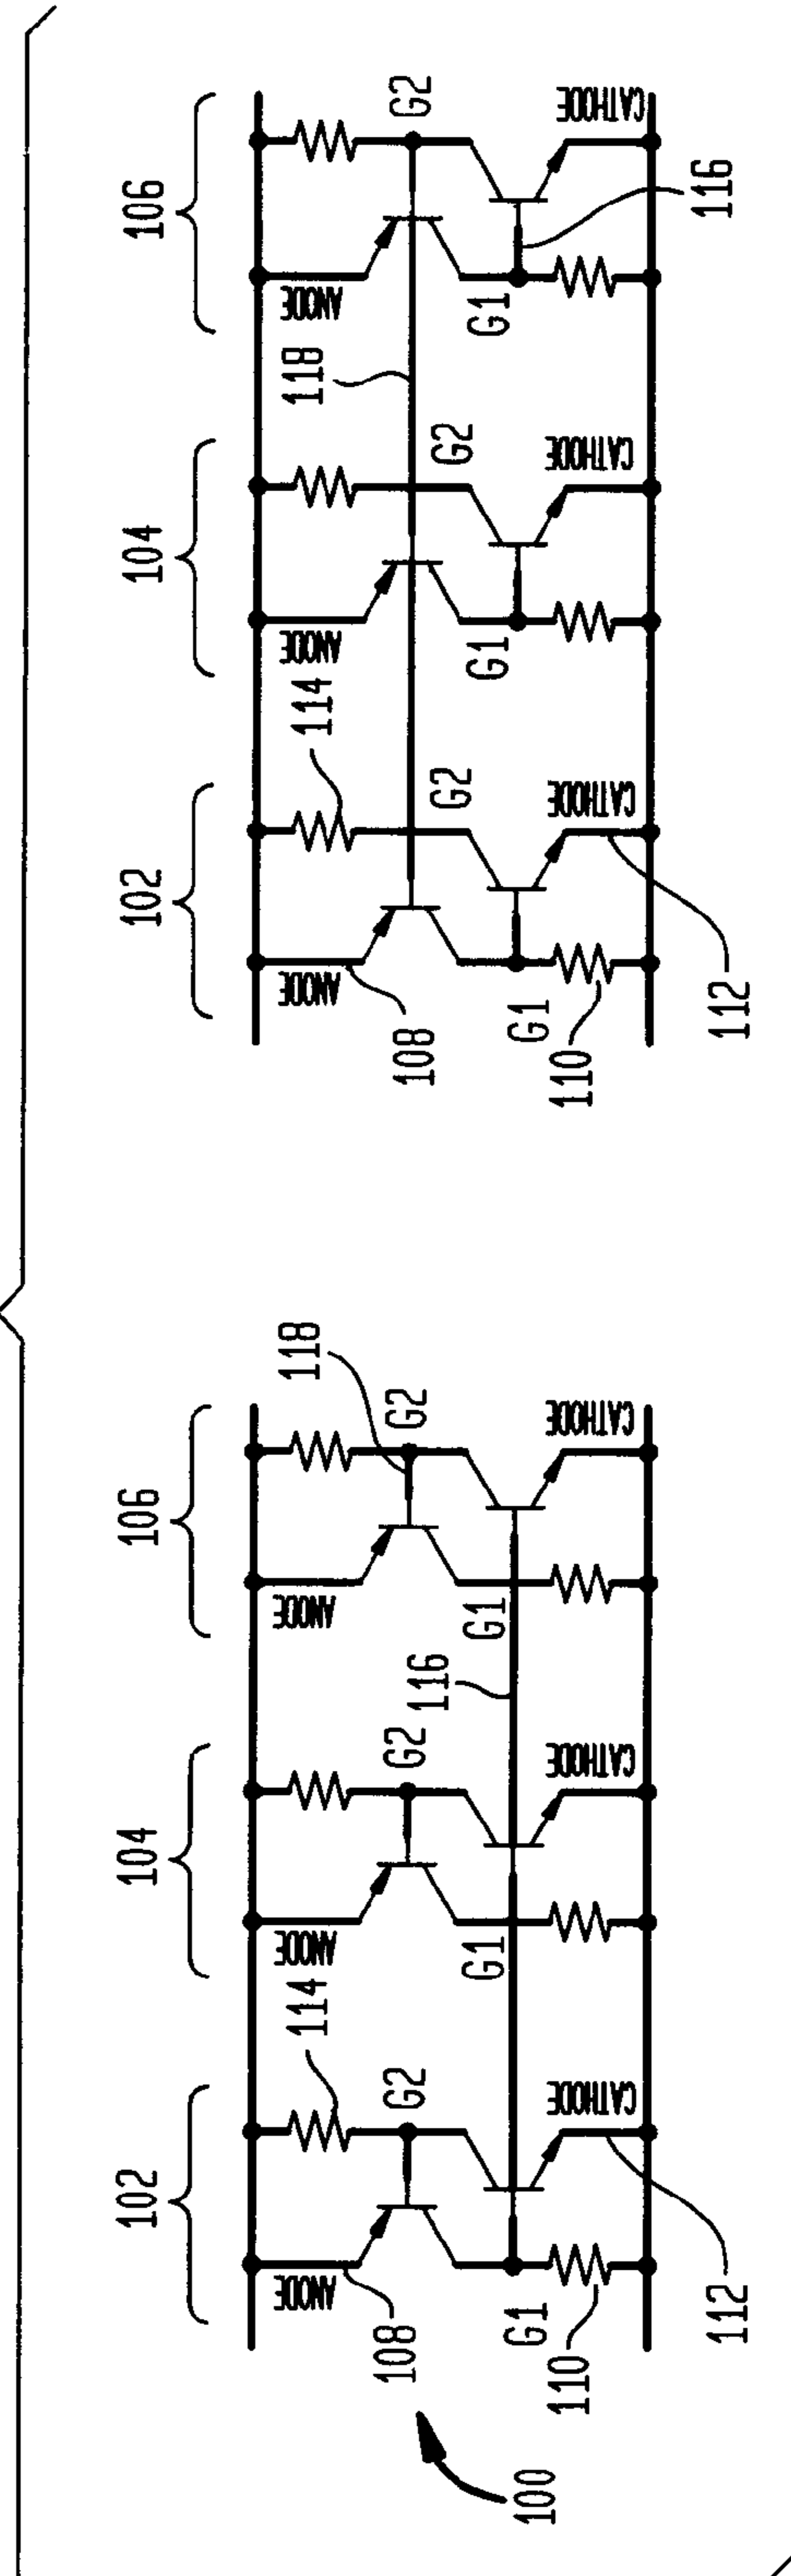 102 104 106 102 104 106
ANODE 114 ANODE ANODE 118 ANODE 114 ANODE 118 ANODE
108 G2 G2 G2 108 G2 G2 G2
G1 G1 116 G1 G1 G1 G1
100 110 CATHODE CATHODE CATHODE 110 CATHODE CATHODE CATHODE
112 112 116